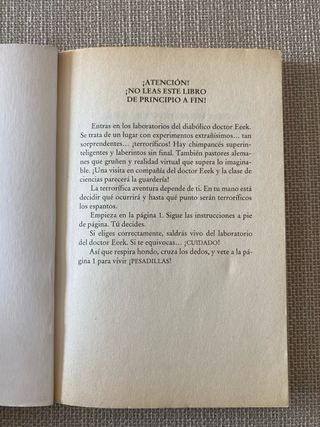 ¡ATENCIÓN!
¡NO LEAS ESTE LIBRO
DE PRINCIPIO A FIN!
Entras en los laboratorios del diabólico doctor Eeek.
Se trata de un lugar con experimentos extrañísimos... tan
sorprendentes... ¡terroríficos! Hay chimpancés superin-
teligentes y laberintos sin final. También pastores alema-
nes que gruñen y realidad virtual que supera lo imagina-
ble. ¡Una visita en compañía del doctor Eeek y la clase de
ciencias parecerá la guardería!
La terrorífica aventura depende de ti. En tu mano está
decidir qué ocurrirá y hasta qué punto serán terroríficos
los espantos.
Empieza en la página 1. Sigue las instrucciones a pie
de página. Tú decides.
Si eliges correctamente, saldrás vivo del laboratorio
del doctor Eeek. Si te equivocas... ¡CUIDADO!
Así que respira hondo, cruza los dedos, y vete a la pá-
gina 1 para vivir ¡PESADILLAS!